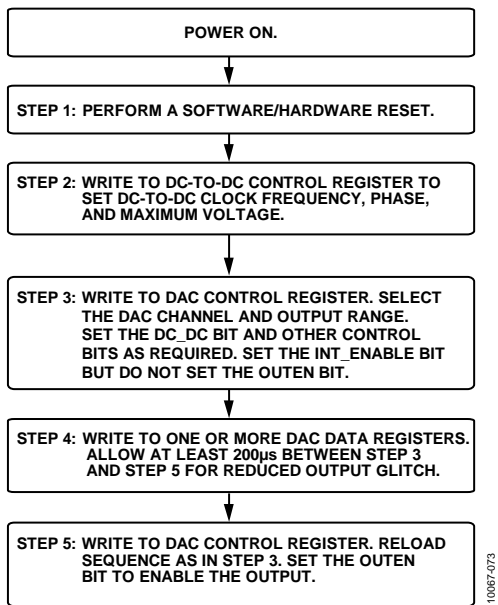 POWER ON.
STEP 1: PERFORM A SOFTWARE/HARDWARE RESET.
STEP 2: WRITE TO DC-TO-DC CONTROL REGISTER TO
SET DC-TO-DC CLOCK FREQUENCY, PHASE,
AND MAXIMUM VOLTAGE.
STEP 3: WRITE TO DAC CONTROL REGISTER. SELECT
THE DAC CHANNEL AND OUTPUT RANGE.
SET THE DC_DC BIT AND OTHER CONTROL
BITS AS REQUIRED. SET THE INT_ENABLE BIT
BUT DO NOT SET THE OUTEN BIT.
STEP 4: WRITE TO ONE OR MORE DAC DATA REGISTERS.
ALLOW AT LEAST 200µs BETWEEN STEP 3
AND STEP 5 FOR REDUCED OUTPUT GLITCH.
STEP 5: WRITE TO DAC CONTROL REGISTER. RELOAD
SEQUENCE AS IN STEP 3. SET THE OUTEN
BIT TO ENABLE THE OUTPUT.
10067-073